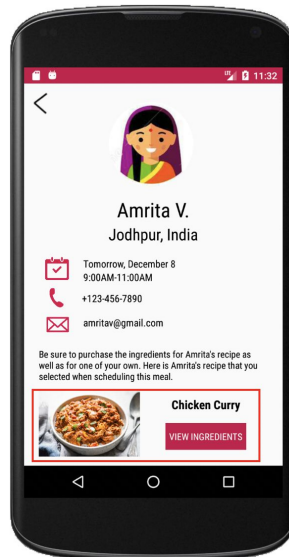 LTE 11:32
Amrita V.
Jodhpur, India
Tomorrow, December 8
9:00AM-11:00AM
+123-456-7890
amritav@gmail.com
Be sure to purchase the ingredients for Amrita's recipe as
well as for one of your own. Here is Amrita's recipe that you
selected when scheduling this meal.
Chicken Curry
VIEW INGREDIENTS